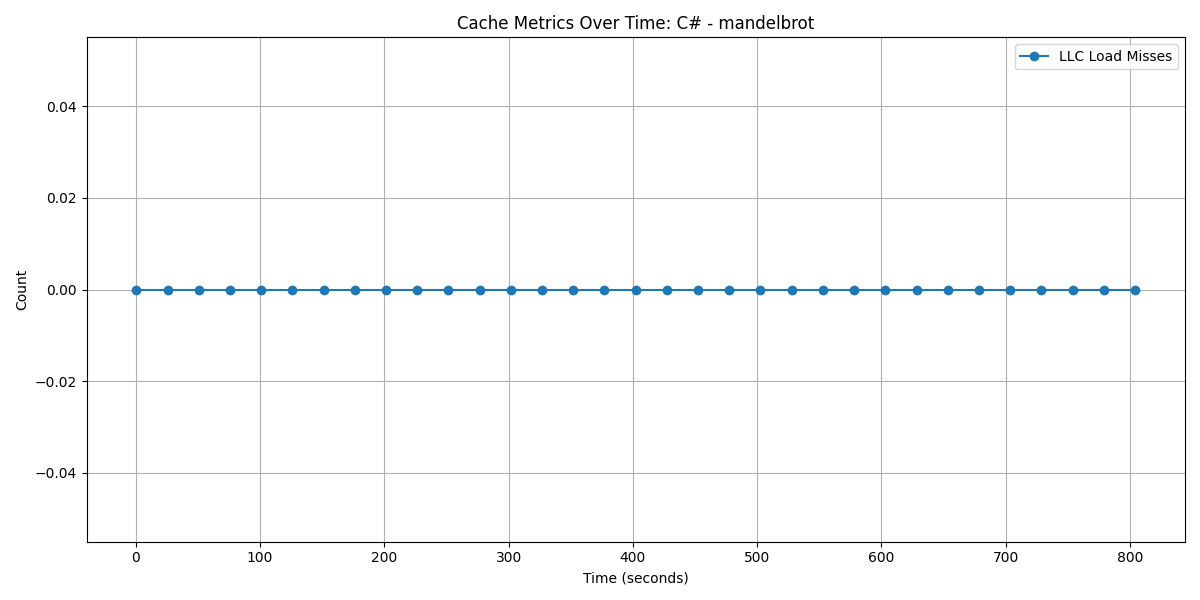 Cache Metrics Over Time: C# - mandelbrot
LLC Load Misses
Count
0.04
0.02
0.00
−0.02
−0.04
0 100 200 300 400 500 600 700 800
Time (seconds)